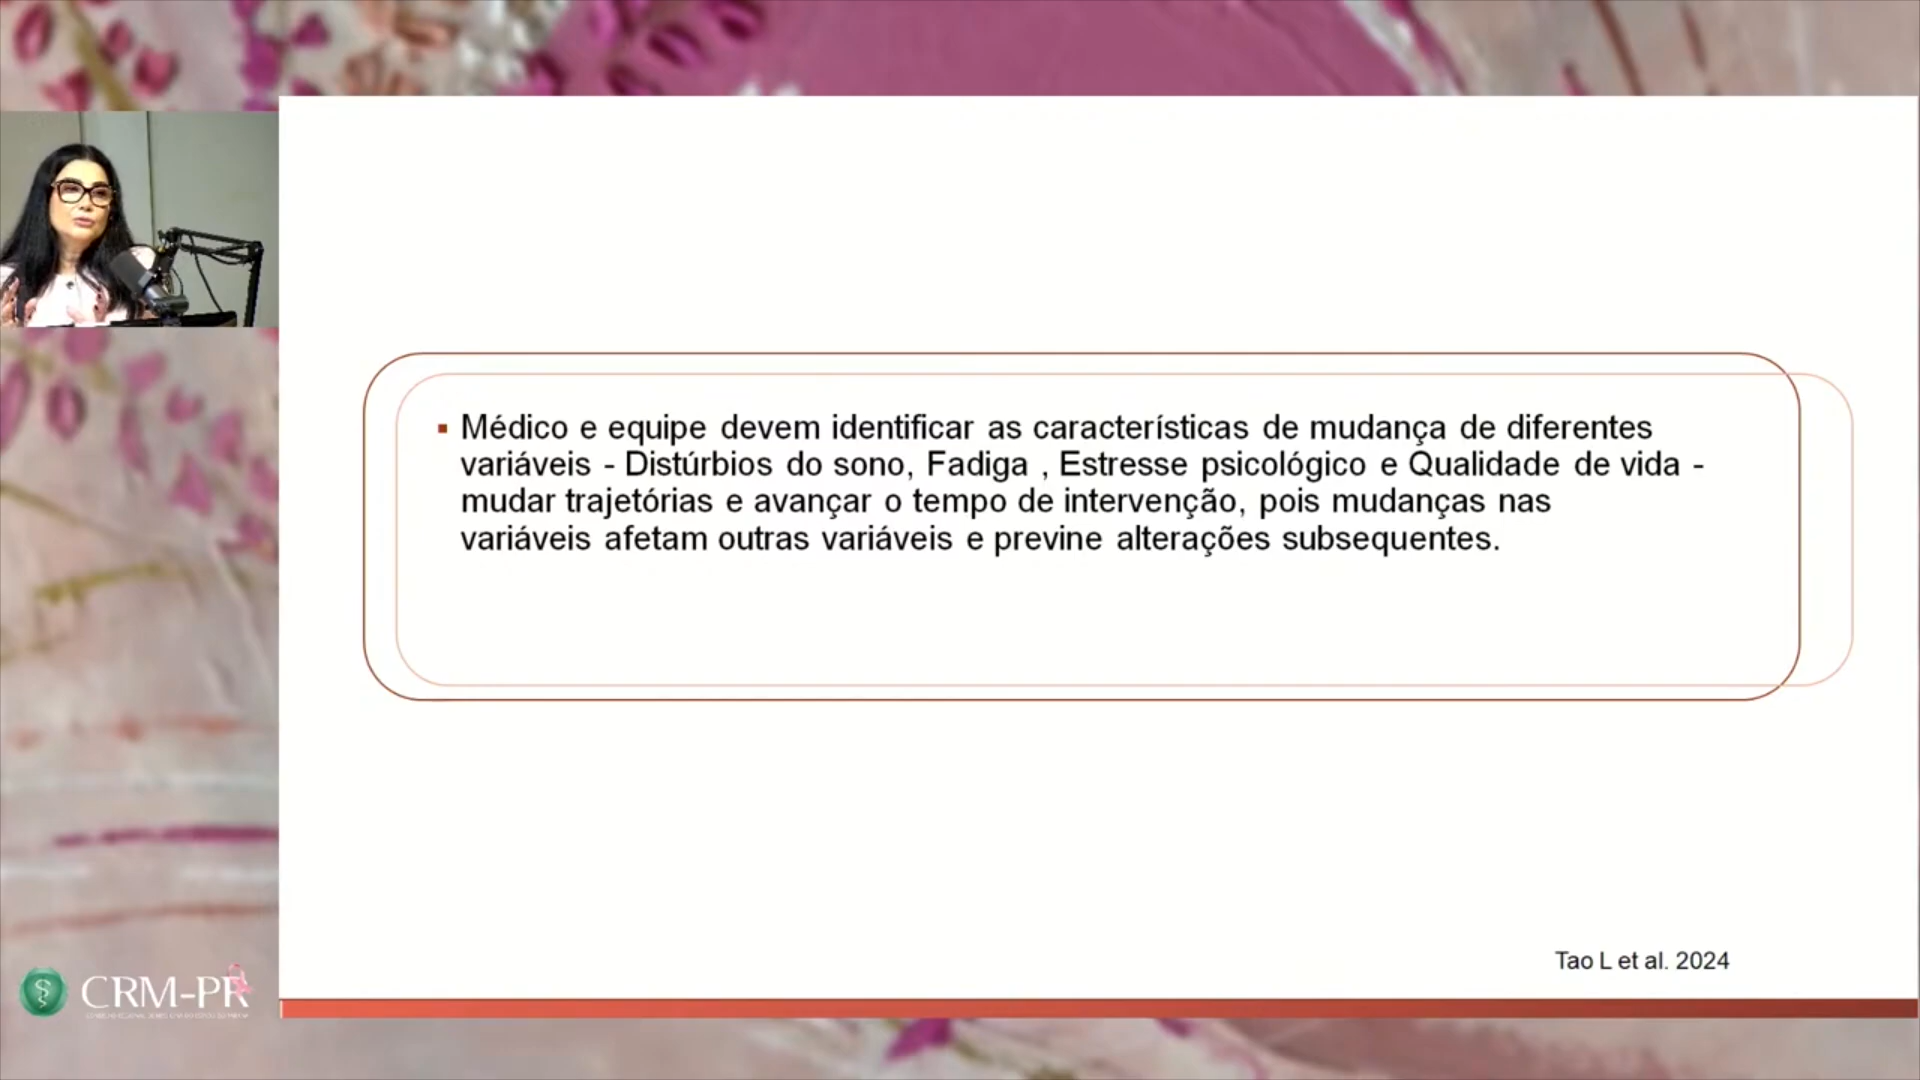 Médico e equipe devem identificar as características de mudança de diferentes
variáveis - Distúrbios do sono, Fadiga , Estresse psicológico e Qualidade de vida -
mudar trajetórias e avançar o tempo de intervenção, pois mudanças nas
variáveis afetam outras variáveis e previne alterações subsequentes.
Tao L et al. 2024
CRM-PR